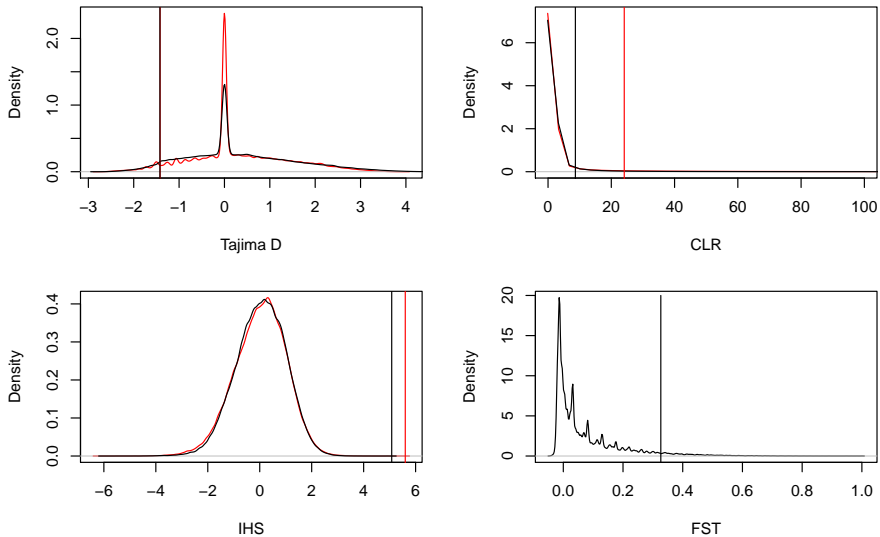 Density
2.0
1.0
0.0
−3 −2 −1 0 1 2 3 4
Tajima D
Density
6
4
2
0
0 20 40 60 80 100
CLR
Density
0.4
0.3
0.2
0.1
0.0
−6 −4 −2 0 2 4 6
IHS
Density
20
15
10
5
0
0.0 0.2 0.4 0.6 0.8 1.0
FST